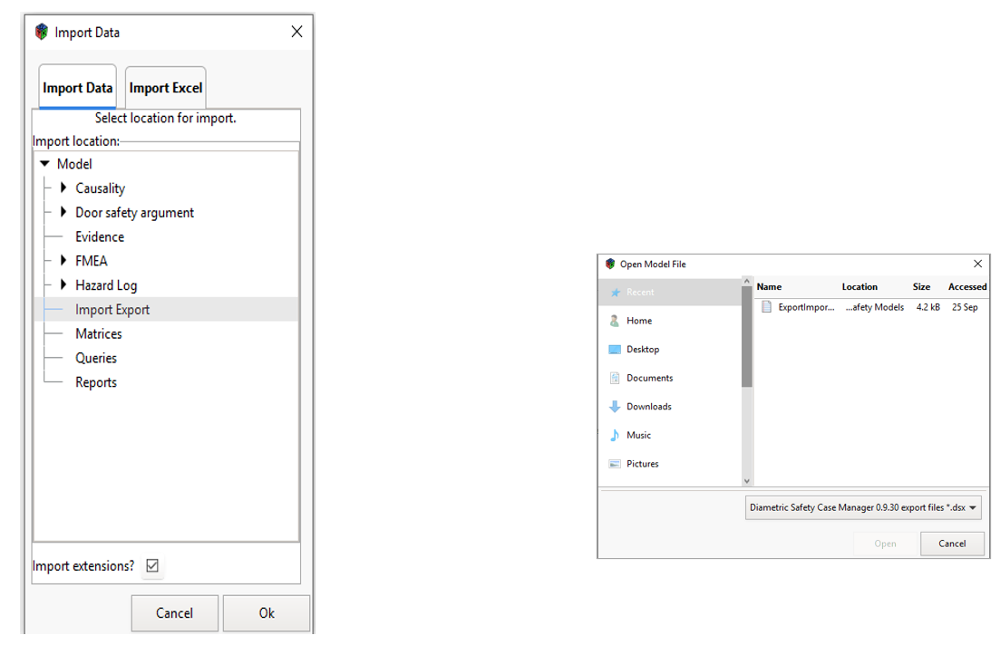 Import Data
Import Data Import Excel
Select location for import.
Import location:
Model
Causality
Door safety argument
Evidence
FMEA
Hazard Log
Import Export
Matrices
Queries
Reports
Import extensions?
Cancel Ok
Open Model File
Recent
Home
Desktop
Documents
Downloads
Music
Pictures
Name Location Size Accessed
ExportImpor... ...afety Models 4.2 kB 25 Sep
Diametric Safety Case Manager 0.9.30 export files *.dsx
Open Cancel